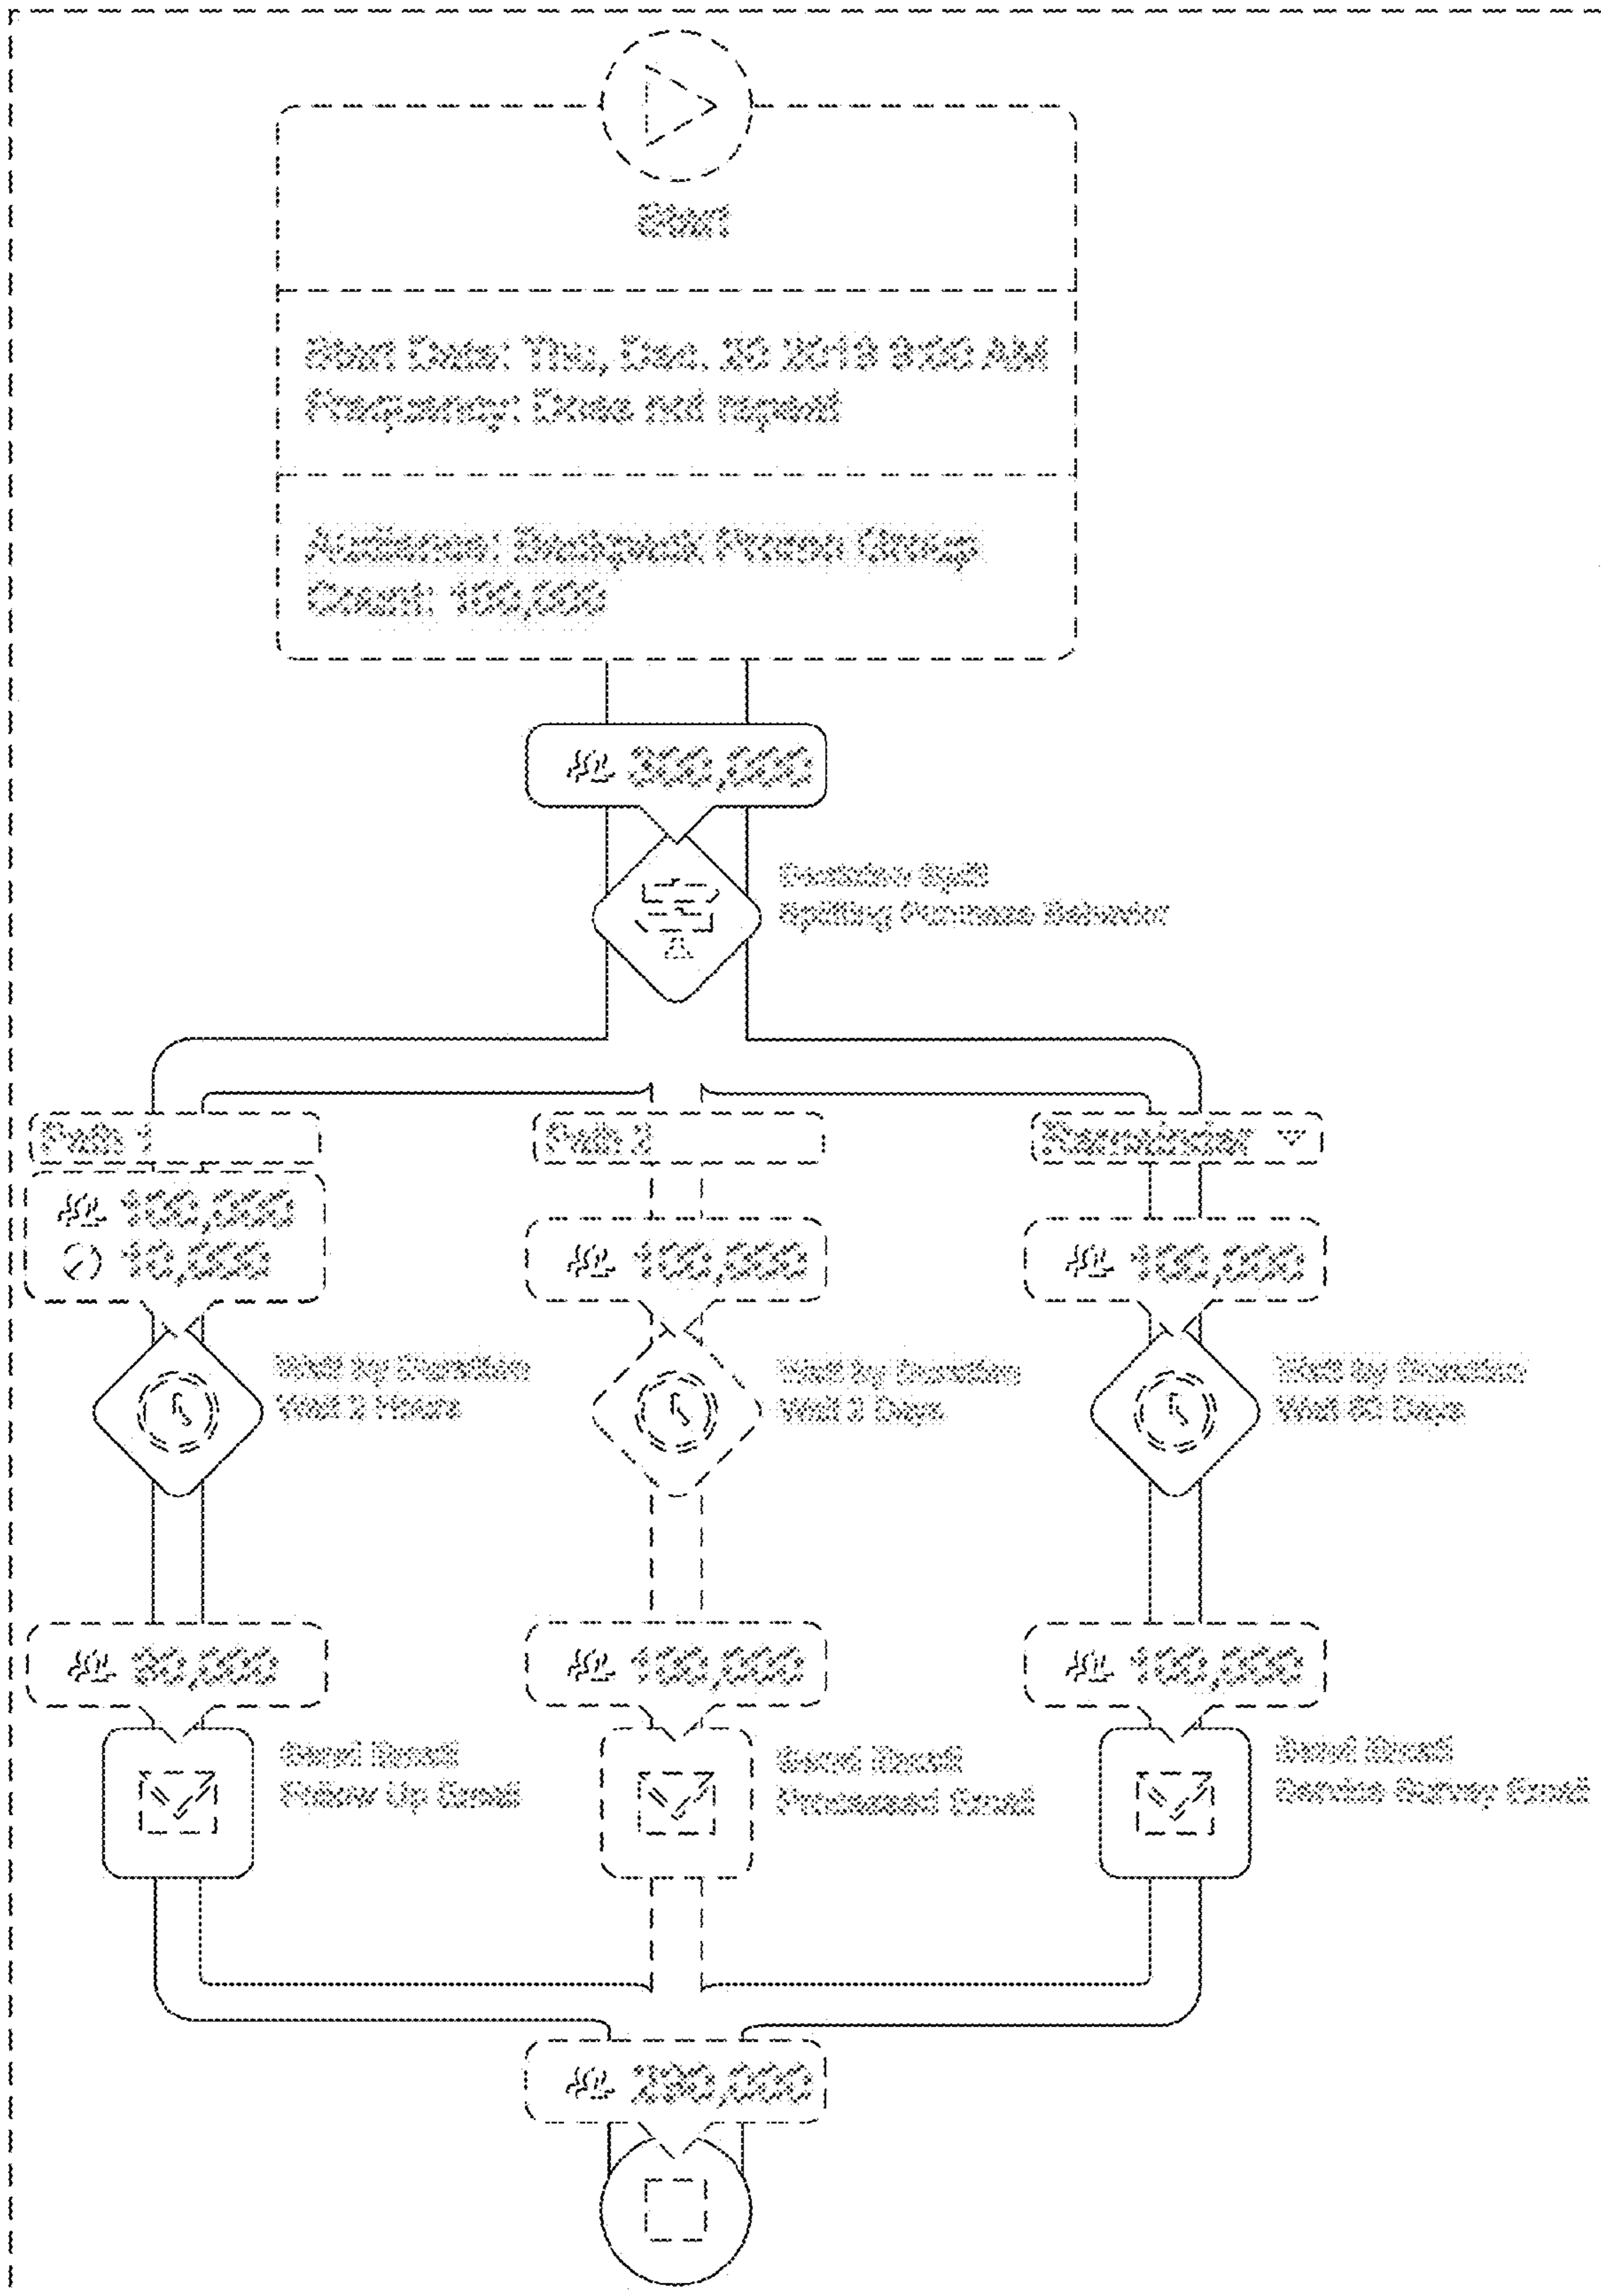 Start
Start Date: Thu, Dec. 20 2018 9:00 AM
Frequency: Does not repeat
Audience: Backpack Promo Group
Count: 100,000
300,000
Decision Split
Splitting Purchase Behavior
Path 1
Path 2
Remainder
100,000
10,000
100,000
100,000
Wait By Duration
Wait 2 Hours
Wait by Duration
Wait Days
Wait by Duration
Wait Days
90,000
100,000
100,000
Send Email
Follow Up Email
Send Email
Processed Email
Send Email
Service Survey Email
290,000